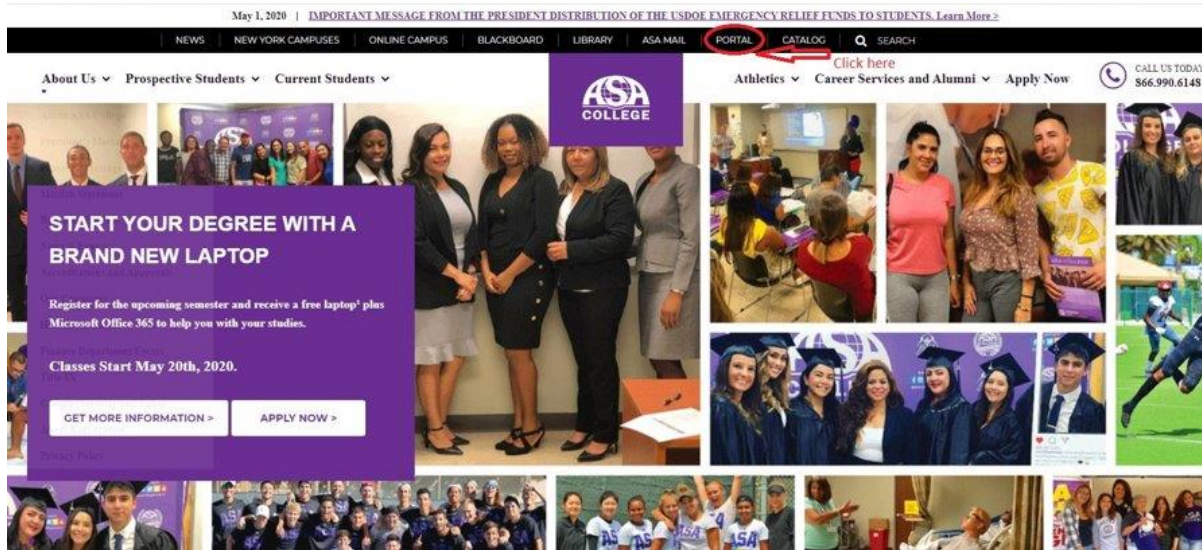 May 1, 2020 | IMPORTANT MESSAGE FROM THE PRESIDENT DISTRIBUTION OF THE USDOE EMERGENCY RELIEF FUNDS TO STUDENTS. Learn More >
NEWS NEW YORK CAMPUSES ONLINE CAMPUS BLACKBOARD LIBRARY ASA MAIL PORTAL CATALOG SEARCH
Click here
About Us Prospective Students Current Students
ASA
COLLEGE
Athletics Career Services and Alumni Apply Now
CALL US TODAY
866.990.6148
START YOUR DEGREE WITH A
BRAND NEW LAPTOP
Register for the upcoming semester and receive a free laptop¹ plus
Microsoft Office 365 to help you with your studies.
Classes Start May 20th, 2020.
GET MORE INFORMATION > APPLY NOW >
Privacy Policy